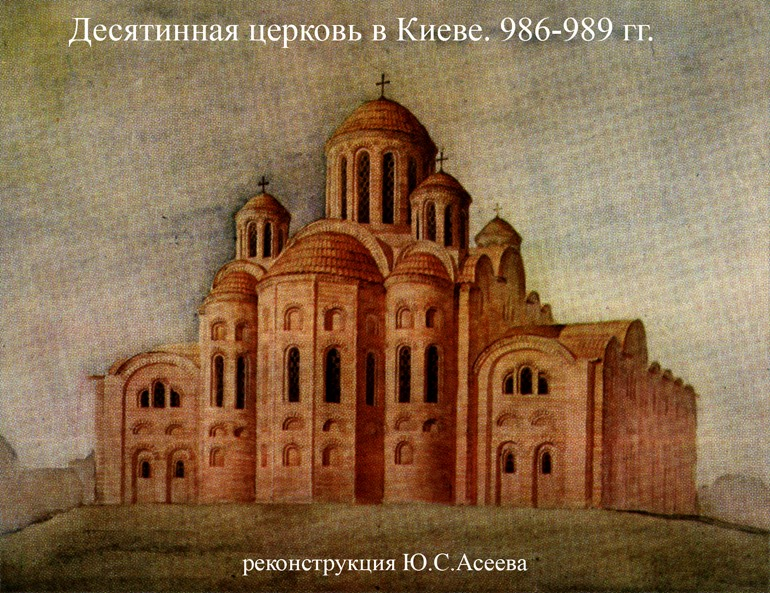 Десятинная церковь в Киеве. 986-989 гг.
реконструкция Ю.С.Асеева